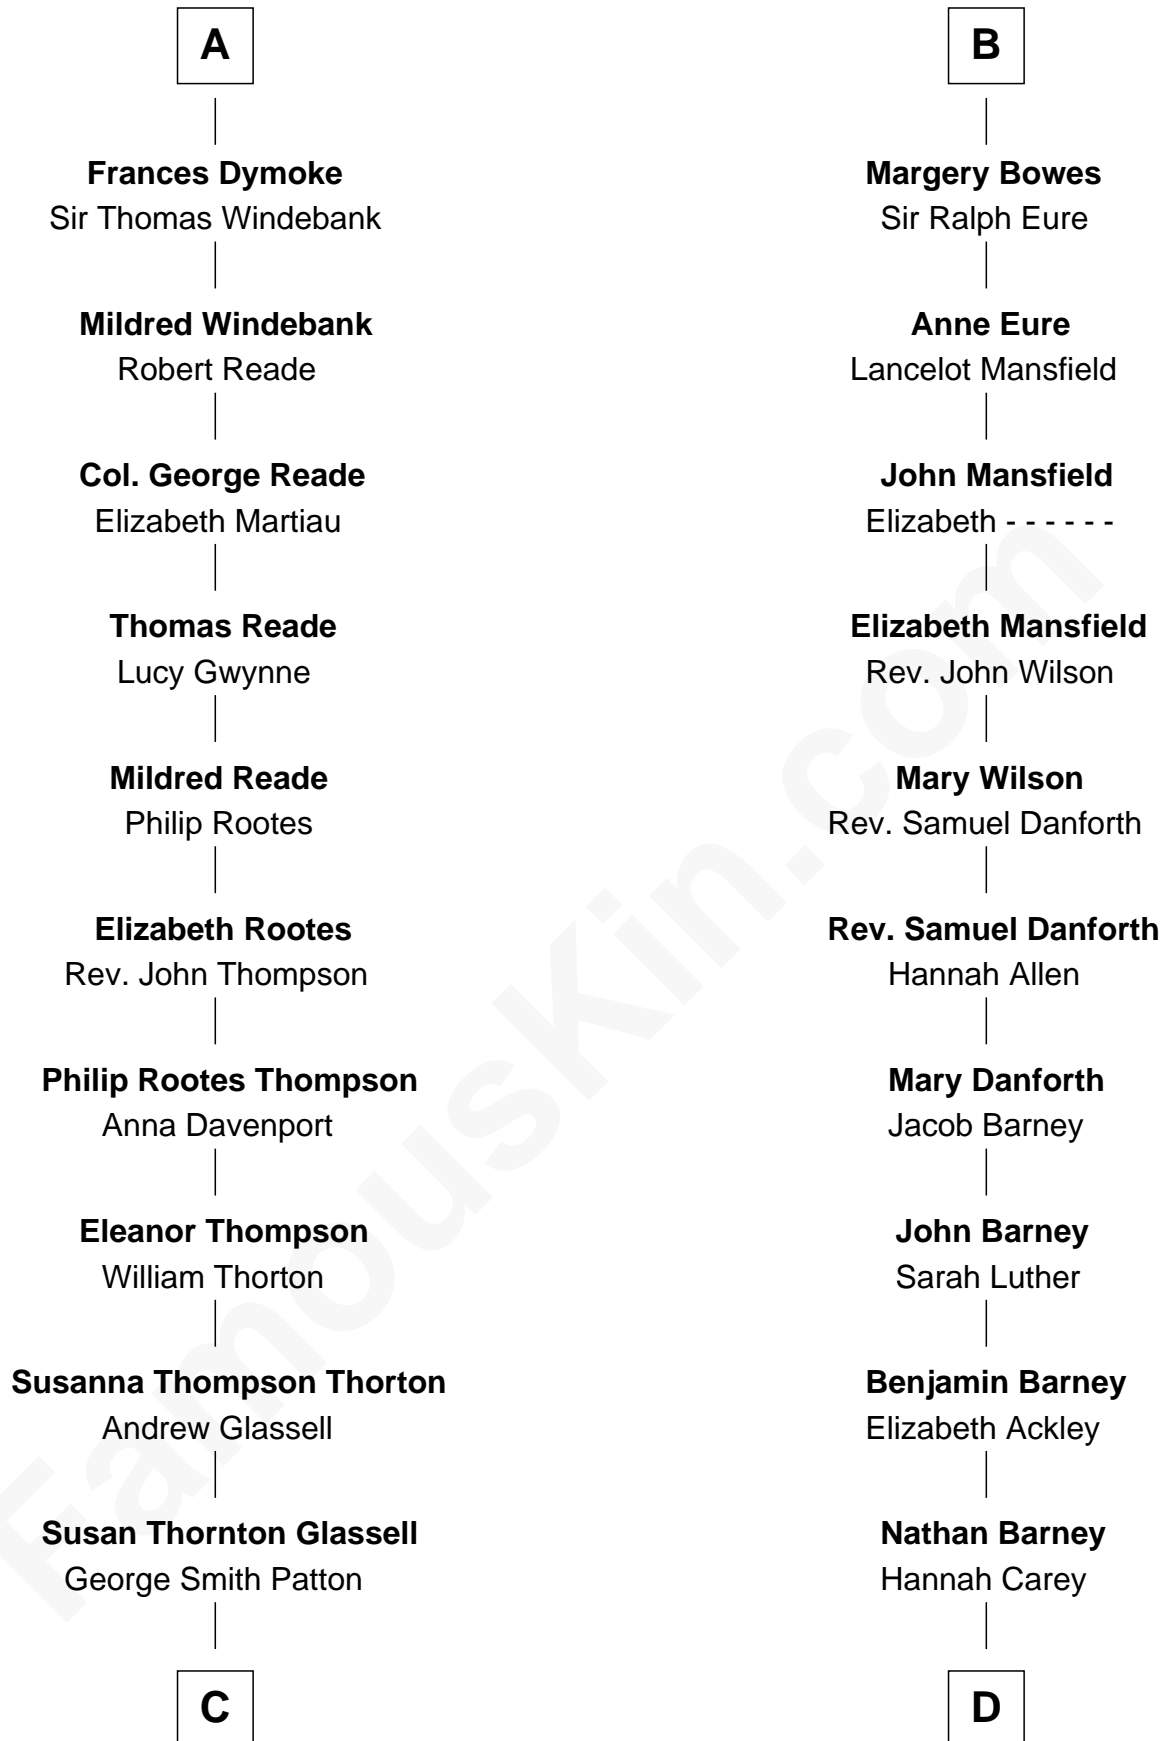 A
Frances Dymoke
Sir Thomas Windebank
Mildred Windebank
Robert Reade
Col. George Reade
Elizabeth Martiau
Thomas Reade
Lucy Gwynne
Mildred Reade
Philip Rootes
Elizabeth Rootes
Rev. John Thompson
Philip Rootes Thompson
Anna Davenport
Eleanor Thompson
William Thorton
Susanna Thompson Thorton
Andrew Glassell
Susan Thornton Glassell
George Smith Patton
C
B
Margery Bowes
Sir Ralph Eure
Anne Eure
Lancelot Mansfield
John Mansfield
Elizabeth - - - - - -
Elizabeth Mansfield
Rev. John Wilson
Mary Wilson
Rev. Samuel Danforth
Rev. Samuel Danforth
Hannah Allen
Mary Danforth
Jacob Barney
John Barney
Sarah Luther
Benjamin Barney
Elizabeth Ackley
Nathan Barney
Hannah Carey
D
FamousKin.com